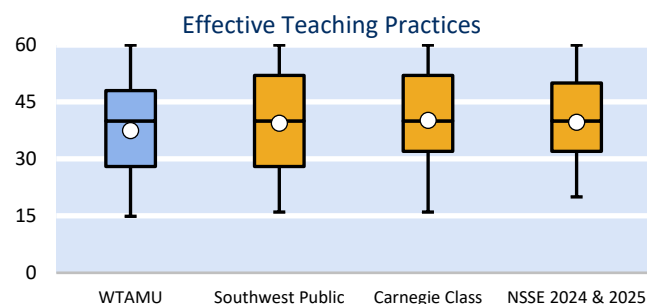 Effective Teaching Practices
60
45
30
15
0
WTAMU Southwest Public Carnegie Class NSSE 2024 & 2025